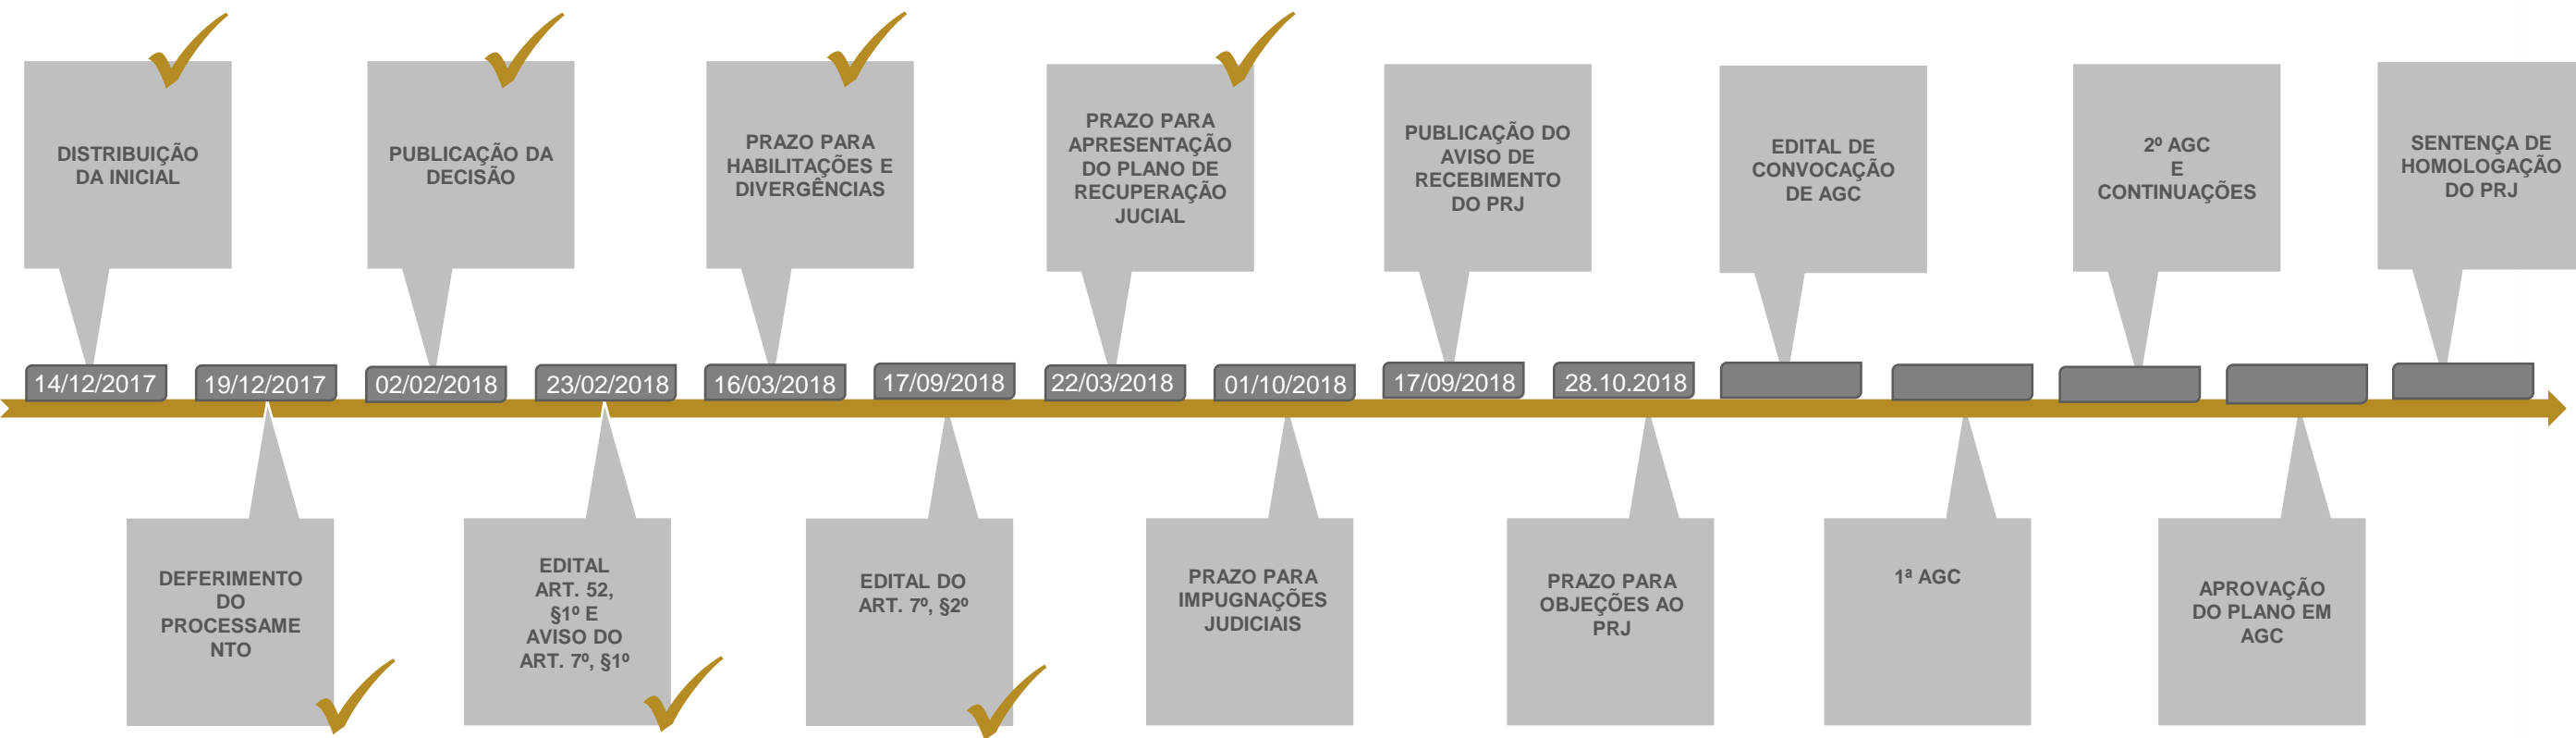 DISTRIBUIÇÃO
DA INICIAL
PUBLICAÇÃO DA
DECISÃO
PRAZO PARA
HABILITAÇÕES E
DIVERGÊNCIAS
PRAZO PARA
APRESENTAÇÃO
DO PLANO DE
RECUPERAÇÃO
JUCIAL
PUBLICAÇÃO DO
AVISO DE
RECEBIMENTO
DO PRJ
EDITAL DE
CONVOCAÇÃO
DE AGC
2º AGC
E
CONTINUAÇÕES
SENTENÇA DE
HOMOLOGAÇÃO
DO PRJ
14/12/2017
19/12/2017
02/02/2018
23/02/2018
16/03/2018
17/09/2018
22/03/2018
01/10/2018
17/09/2018
28.10.2018
DEFERIMENTO
DO
PROCESSAME
NTO
EDITAL
ART. 52,
§1º E
AVISO DO
ART. 7º, §1º
EDITAL DO
ART. 7º, §2º
PRAZO PARA
IMPUGNAÇÕES
JUDICIAIS
PRAZO PARA
OBJEÇÕES AO
PRJ
1ª AGC
APROVAÇÃO
DO PLANO EM
AGC